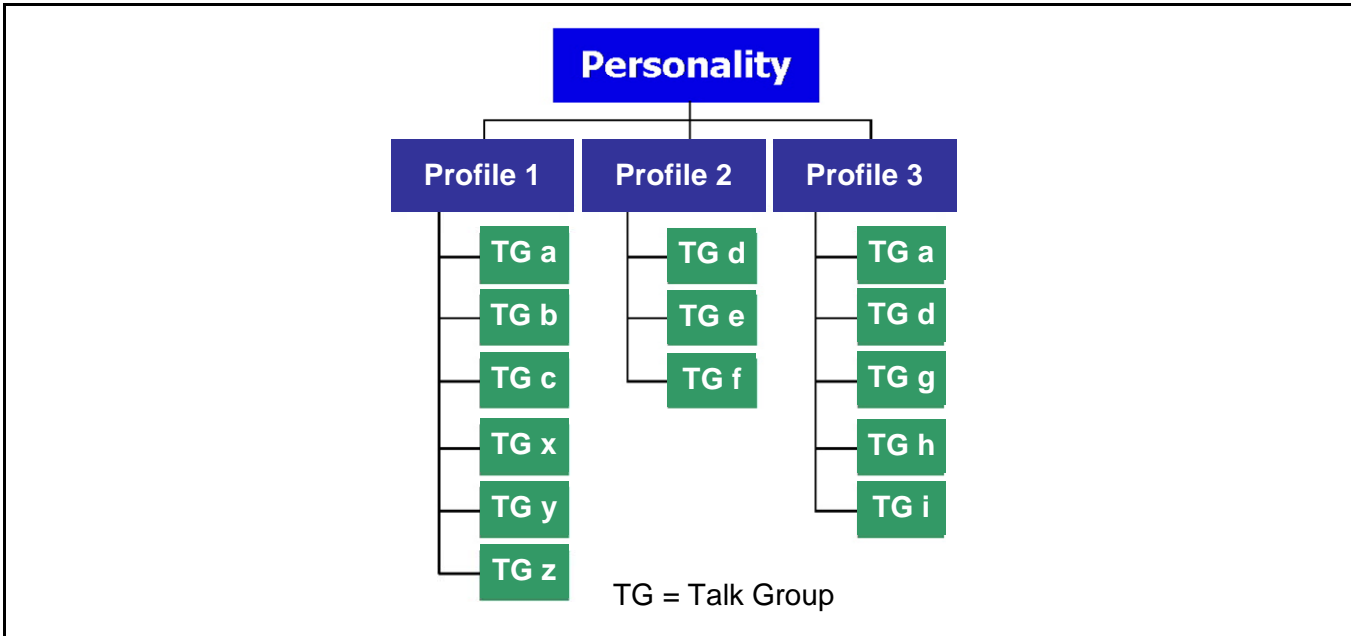 Personality
Profile 1
Profile 2
Profile 3
TG a
TG b
TG c
TG x
TG y
TG z
TG d
TG e
TG f
TG a
TG d
TG g
TG h
TG i
TG = Talk Group